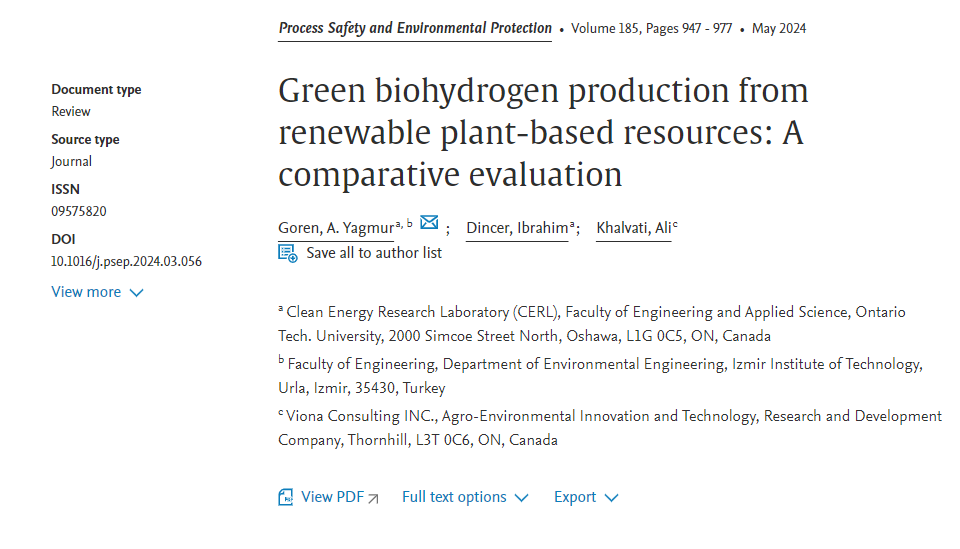 Process Safety and Environmental Protection • Volume 185, Pages 947 - 977 • May 2024
Document type
Review
Source type
Journal
ISSN
09575820
DOI
10.1016/j.psep.2024.03.056
View more
Green biohydrogen production from
renewable plant-based resources: A
comparative evaluation
Goren, A. Yagmur a, b ; Dincer, Ibrahim a; Khalvati, Ali c
Save all to author list
a Clean Energy Research Laboratory (CERL), Faculty of Engineering and Applied Science, Ontario
Tech. University, 2000 Simcoe Street North, Oshawa, L1G 0C5, ON, Canada
b Faculty of Engineering, Department of Environmental Engineering, Izmir Institute of Technology,
Urla, Izmir, 35430, Turkey
c Viona Consulting INC., Agro-Environmental Innovation and Technology, Research and Development
Company, Thornhill, L3T 0C6, ON, Canada
View PDF Full text options Export